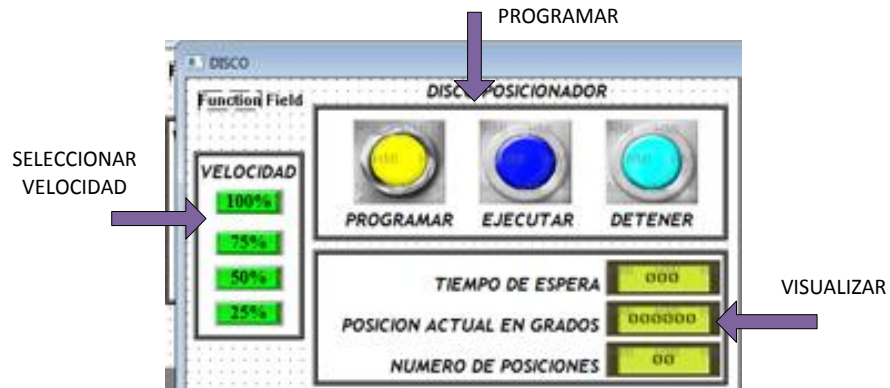 PROGRAMAR
DISCO
DISCO POSICIONADOR
Function Field
SELECCIONAR
VELOCIDAD
VELOCIDAD
100%
75%
50%
25%
PROGRAMAR
EJECUTAR
DETENER
TIEMPO DE ESPERA
000
POSICION ACTUAL EN GRADOS
000000
NUMERO DE POSICIONES
00
VISUALIZAR